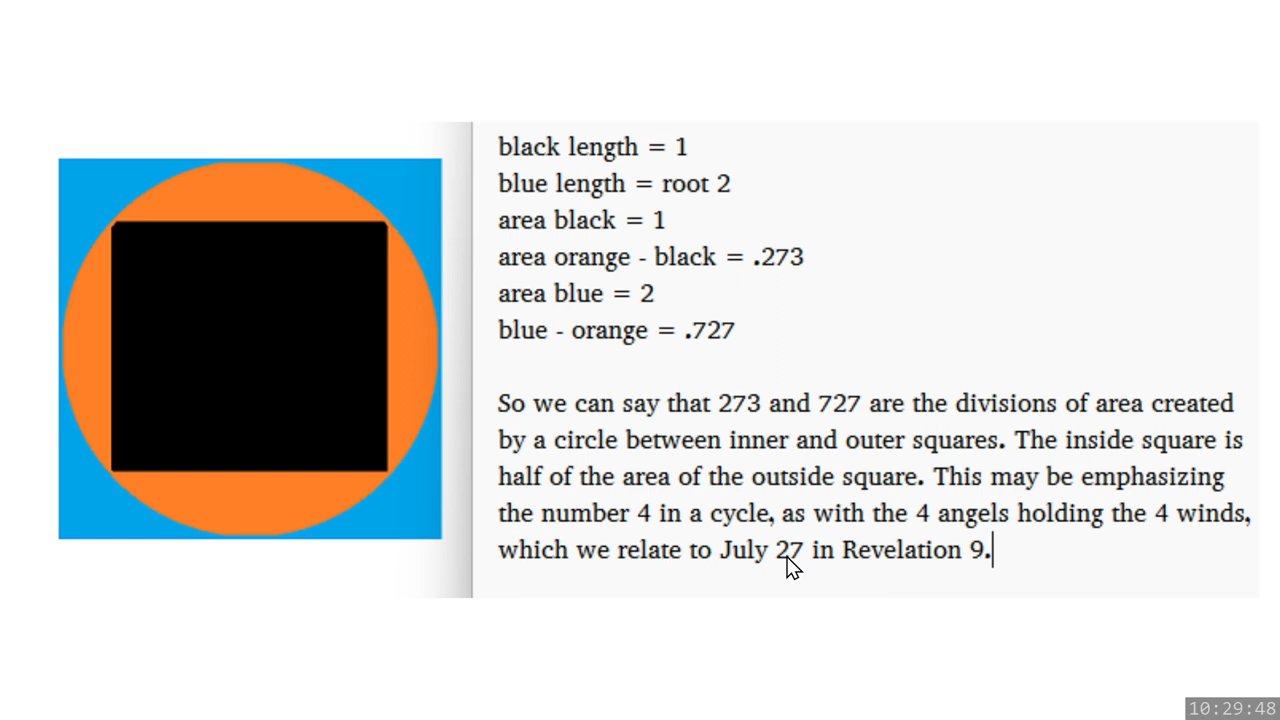 black length = 1
blue length = root 2
area black = 1
area orange - black = .273
area blue = 2
blue - orange = .727
So we can say that 273 and 727 are the divisions of area created
by a circle between inner and outer squares. The inside square is
half of the area of the outside square. This may be emphasizing
the number 4 in a cycle, as with the 4 angels holding the 4 winds,
which we relate to July 27 in Revelation 9.
10:29:48